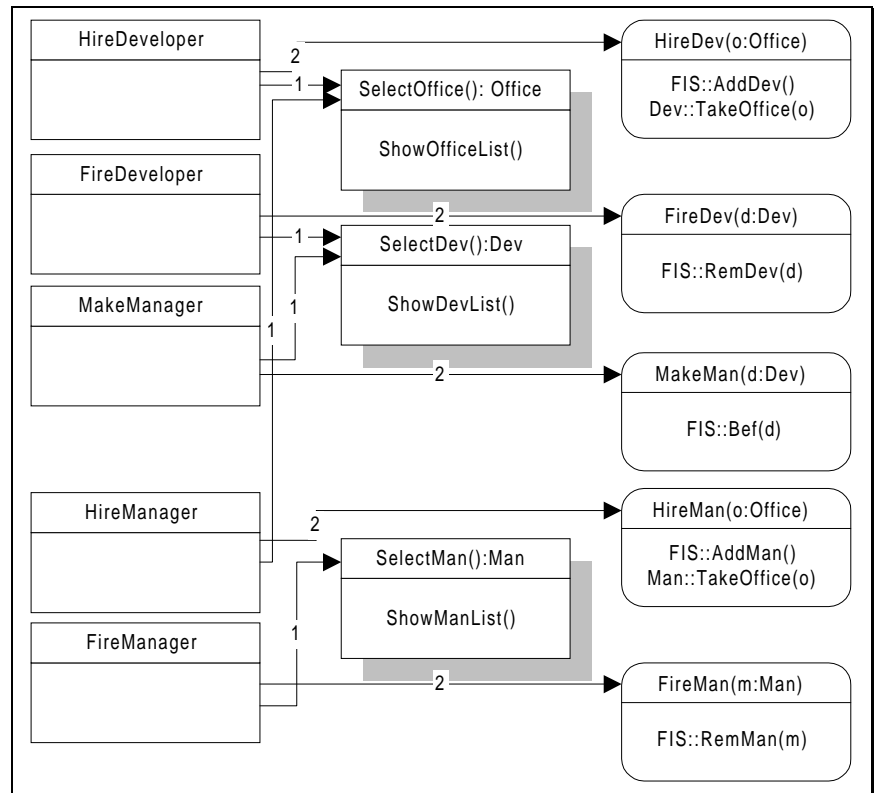 HireDeveloper
2
HireDev(o:Office)
1
SelectOffice(): Office
FIS::AddDev()
Dev::TakeOffice(o)
ShowOfficeList()
FireDeveloper
2
FireDev(d:Dev)
1
SelectDev():Dev
FIS::RemDev(d)
MakeManager
1
ShowDevList()
1
2
MakeMan(d:Dev)
FIS::Bef(d)
HireManager
2
HireMan(o:Office)
SelectMan():Man
FIS::AddMan()
Man::TakeOffice(o)
ShowManList()
FireManager
1
2
FireMan(m:Man)
FIS::RemMan(m)